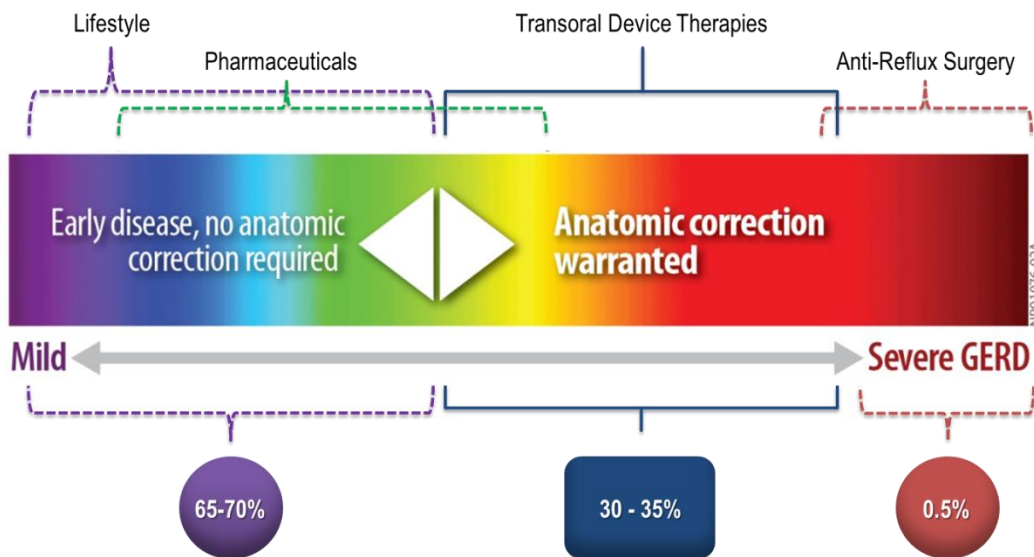 Lifestyle
Transoral Device Therapies
Pharmaceuticals
Anti-Reflux Surgery
Early disease, no anatomic
correction required
Anatomic correction
warranted
Mild
Severe GERD
65-70%
30 - 35%
0.5%